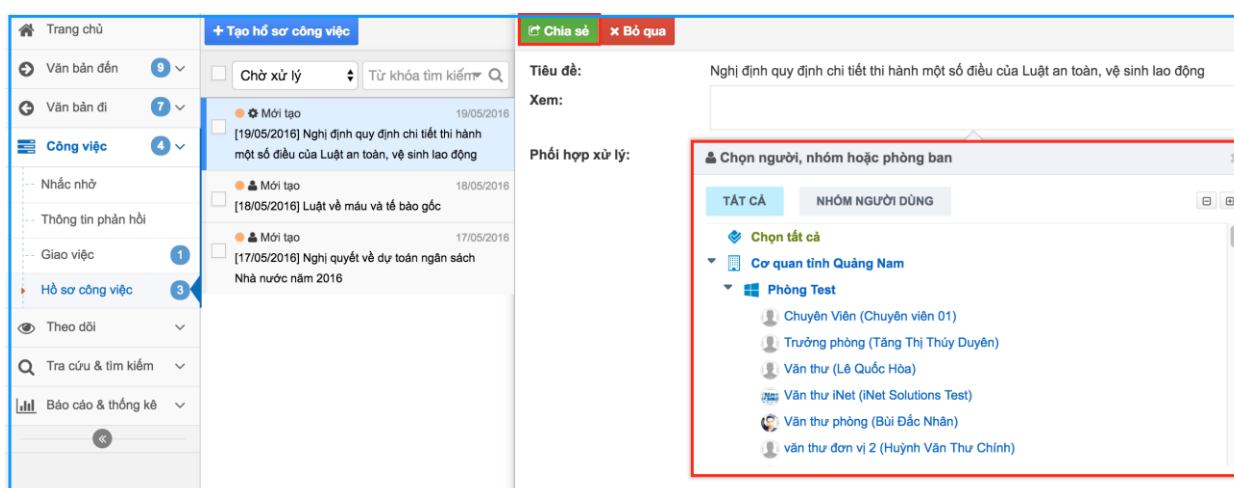 Trang chủ
Văn bản đến 9
Văn bản đi 7
Công việc 4
Nhắc nhở
Thông tin phản hồi
Giao việc 1
Hồ sơ công việc 3
Theo dõi
Tra cứu & tìm kiếm
Báo cáo & thống kê
+ Tạo hồ sơ công việc
Chờ xử lý Từ khóa tìm kiếm
Mới tạo 19/05/2016
[19/05/2016] Nghị định quy định chi tiết thi hành
một số điều của Luật an toàn, vệ sinh lao động
Mới tạo 18/05/2016
[18/05/2016] Luật về máu và tế bào gốc
Mới tạo 17/05/2016
[17/05/2016] Nghị quyết về dự toán ngân sách
Nhà nước năm 2016
Chia sẻ × Bỏ qua
Tiêu đề: Nghị định quy định chi tiết thi hành một số điều của Luật an toàn, vệ sinh lao động
Xem:
Phối hợp xử lý:
Chọn người, nhóm hoặc phòng ban
TẤT CẢ NHÓM NGƯỜI DÙNG
Chọn tất cả
Cơ quan tỉnh Quảng Nam
Phòng Test
Chuyên Viên (Chuyên viên 01)
Trưởng phòng (Tăng Thị Thúy Duyên)
Văn thư (Lê Quốc Hòa)
Văn thư iNet (iNet Solutions Test)
Văn thư phòng (Bùi Đắc Nhân)
văn thư đơn vị 2 (Huỳnh Văn Thư Chính)